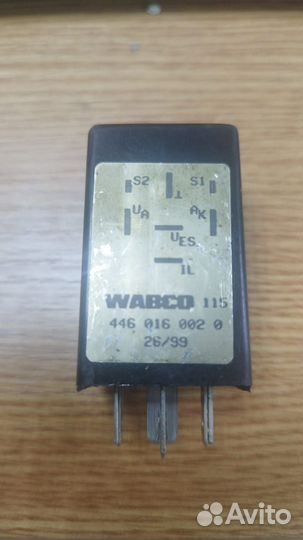 S2 ⊥ S1
UA AK
UES
IL
WABCO 115
446 016 002 0
26/99
Avito